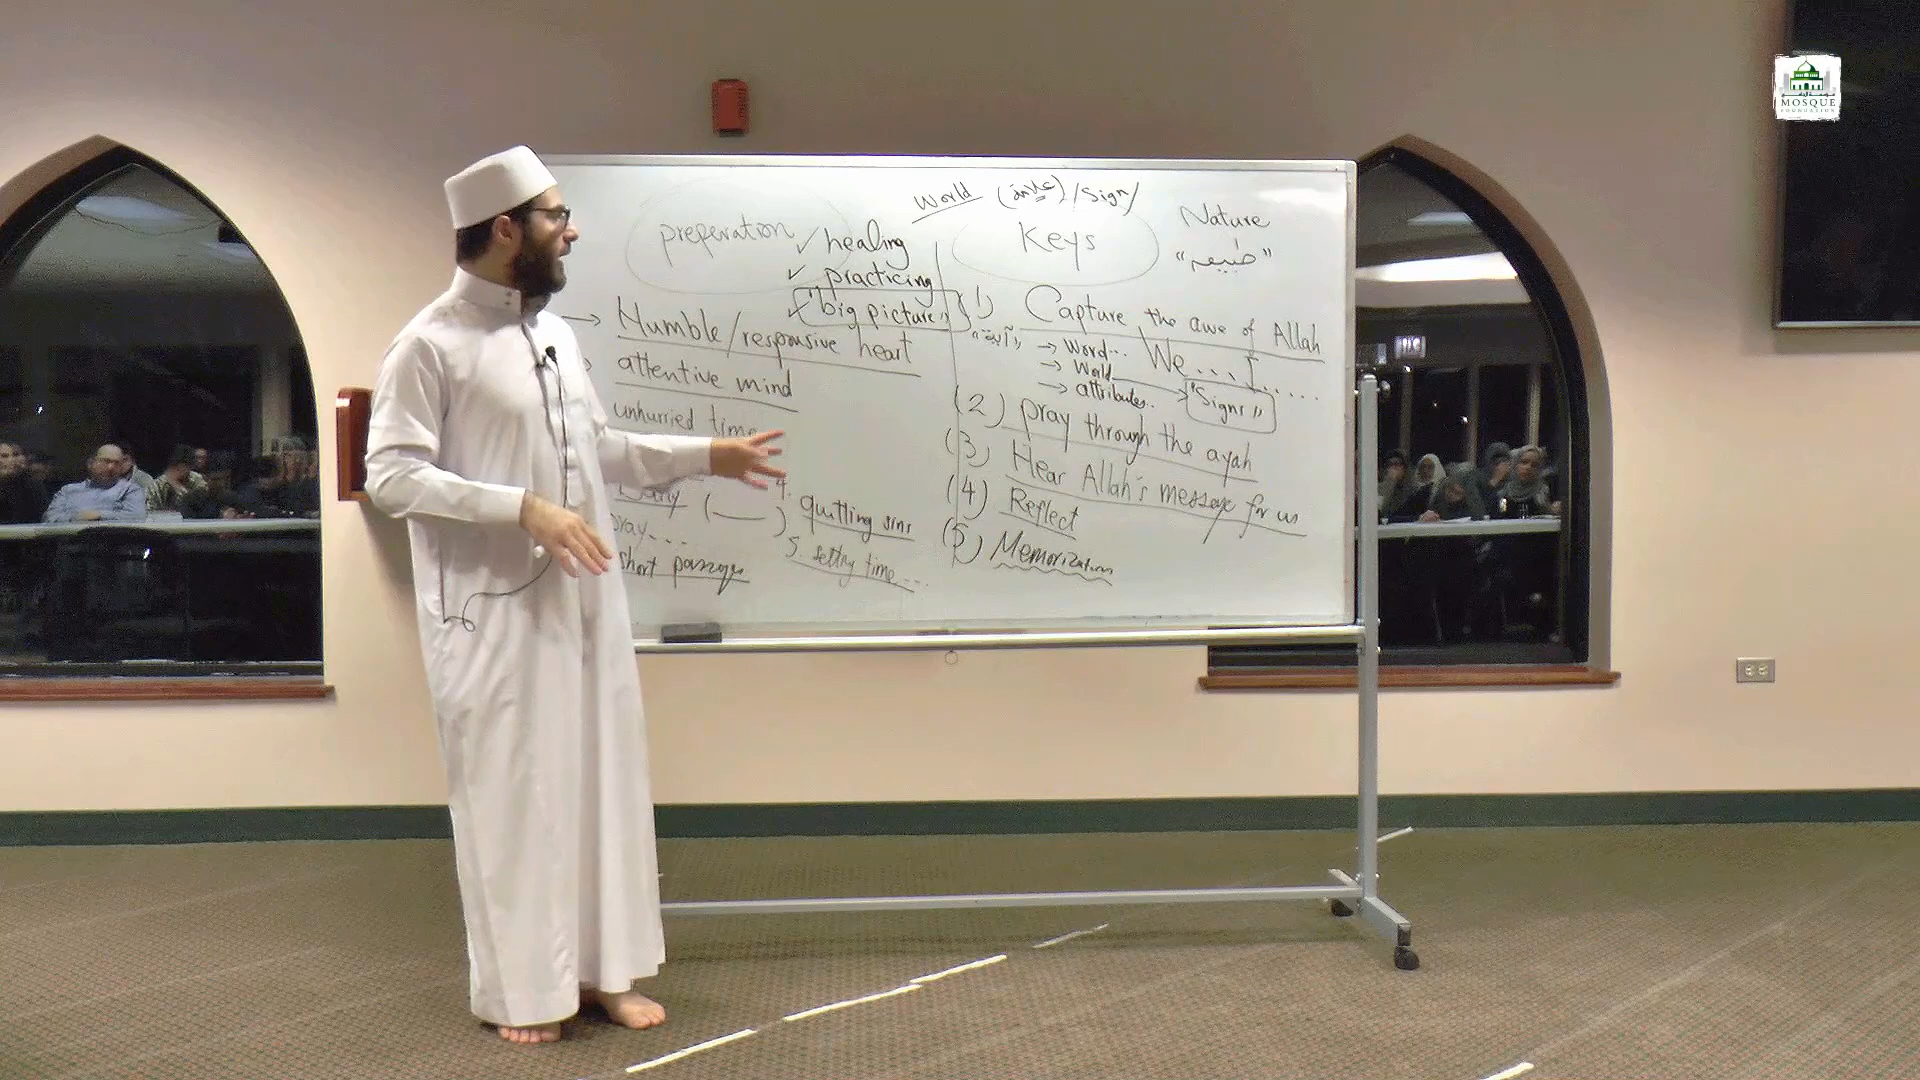 World (علامة) /Sign/
preperation
✓ healing
Keys
Nature
"طبيعة"
✓ practicing
✓ "big picture"
→ Humble/responsive heart
attentive mind
unhurried time
Daily (—)
pray...
short passage
4. quitting sins
5. setting time...
1) Capture the awe of Allah
"آية"
→ Word...
→ World
→ attributes..
We........
"Signs"
(2) pray through the ayah
(3) Hear Allah's message for us
(4) Reflect
(5) Memorization
MOSQUE
FOUNDATION